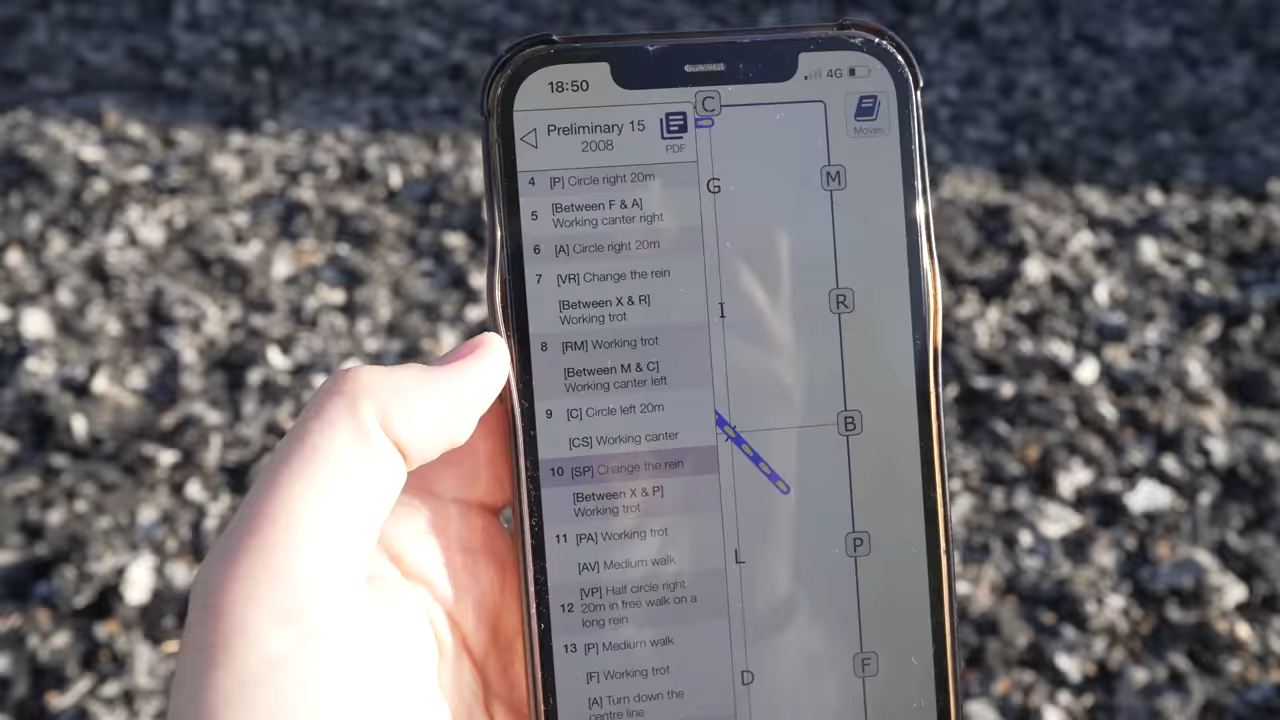 18:50
4G
Preliminary 15
2008
PDF
Moves
4 [P] Circle right 20m
5 [Between F & A]
Working canter right
6 [A] Circle right 20m
7 [VR] Change the rein
[Between X & R]
Working trot
8 [RM] Working trot
[Between M & C]
Working canter left
9 [C] Circle left 20m
[CS] Working canter
10 [SP] Change the rein
[Between X & P]
Working trot
11 [PA] Working trot
[AV] Medium walk
[VP] Half circle right
12 20m in free walk on a
long rein
13 [P] Medium walk
[F] Working trot
[A] Turn down the
centre line
C
G
M
I
R
B
L
P
D
F